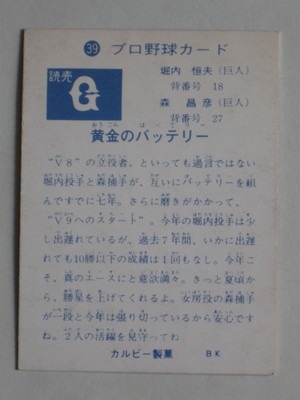 39 プロ野球カード
読売
G
堀内 恒夫(巨人)
背番号 18
森 昌彦(巨人)
背番号 27
おうごん
黄金のバッテリー
“V8”の立役者、といっても過言ではない
堀内投手と森捕手が、互いにバッテリーを組
んですでに七年。さらに磨きがかかって、“
V9へのスタート”。今年の堀内投手は少
し出遅れているが、過去7年間、いかに出遅
れても10勝以下の成績は1回もなし。今年こ
そ、真のエースにと意欲満々。きっと夏頃か
ら、勝星を上げてくれるよ。女房役の森捕手
が一段と今年は張り切っているから安心です
ね。2人の活躍を見守ってね
カルビー製菓 BK